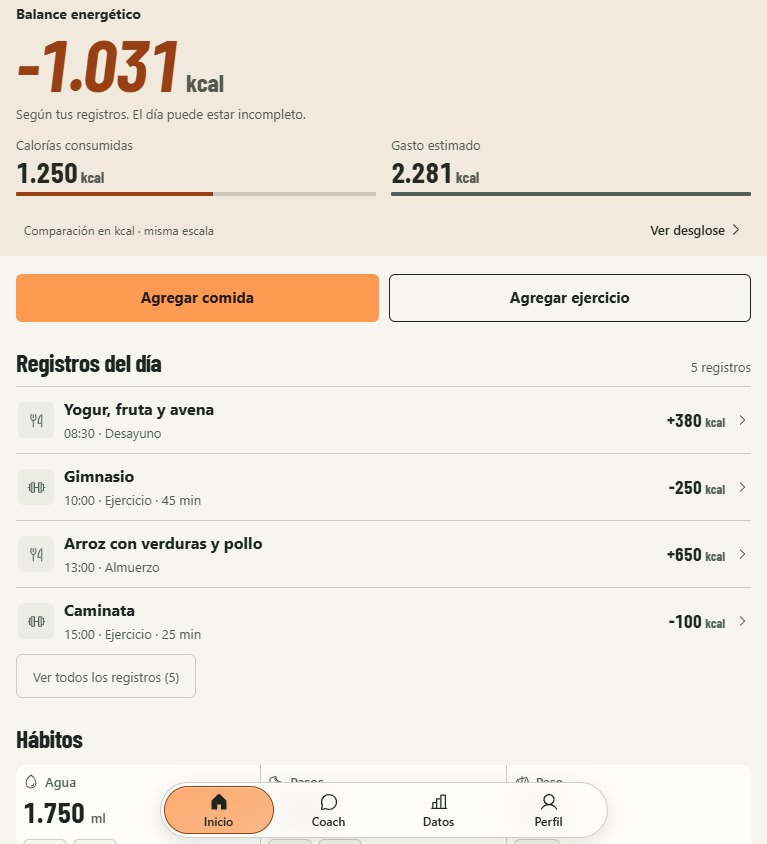 Balance energético
-1.031 kcal
Según tus registros. El día puede estar incompleto.
Calorías consumidas
1.250 kcal
Gasto estimado
2.281 kcal
Comparación en kcal · misma escala
Ver desglose
Agregar comida
Agregar ejercicio
Registros del día
5 registros
Yogur, fruta y avena
08:30 · Desayuno
+380 kcal
Gimnasio
10:00 · Ejercicio · 45 min
-250 kcal
Arroz con verduras y pollo
13:00 · Almuerzo
+650 kcal
Caminata
15:00 · Ejercicio · 25 min
-100 kcal
Ver todos los registros (5)
Hábitos
Agua
1.750 ml
Pasos
Peso
Inicio
Coach
Datos
Perfil